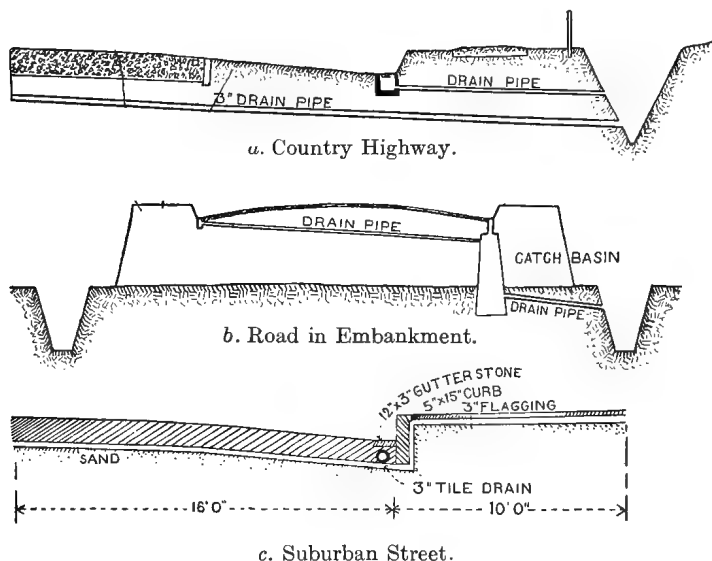 DRAIN PIPE
3" DRAIN PIPE
a. Country Highway.
DRAIN PIPE
CATCH BASIN
DRAIN PIPE
b. Road in Embankment.
12"x3" GUTTER STONE
5"x15" CURB
3" FLAGGING
SAND
3" TILE DRAIN
16'0"
10'0"
c. Suburban Street.